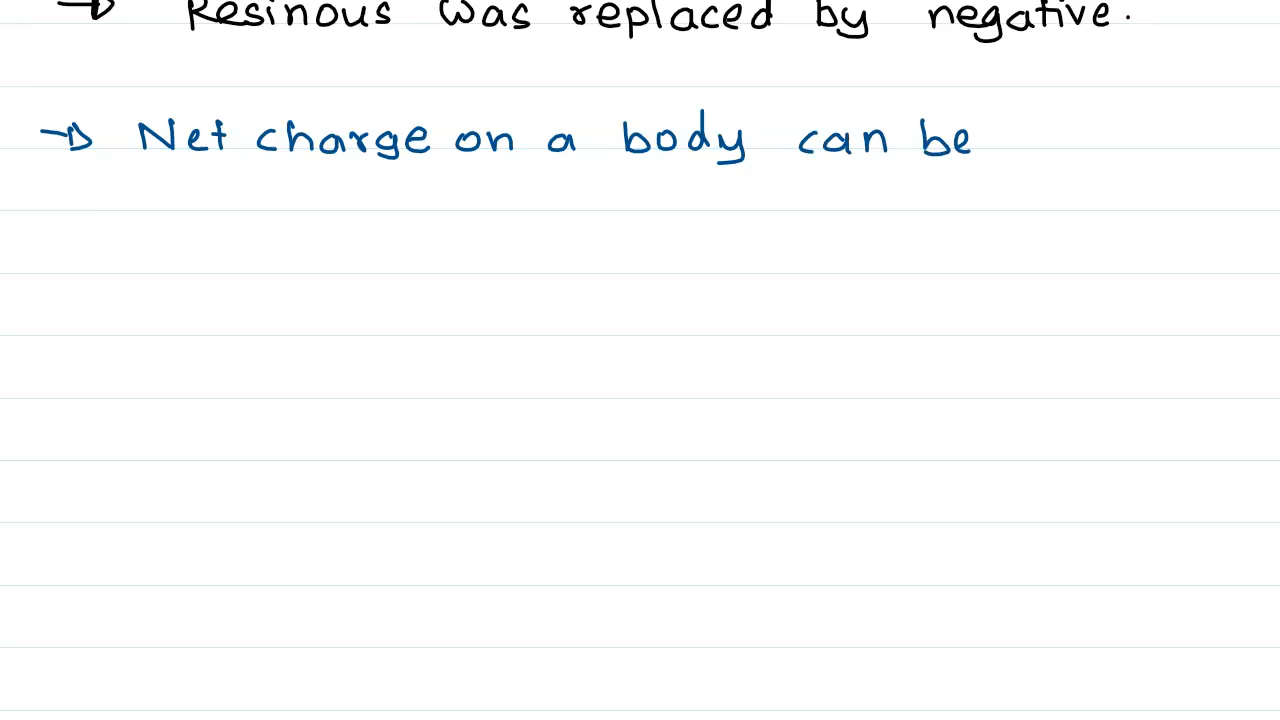 → Resinous was replaced by negative.
→ Net charge on a body can be